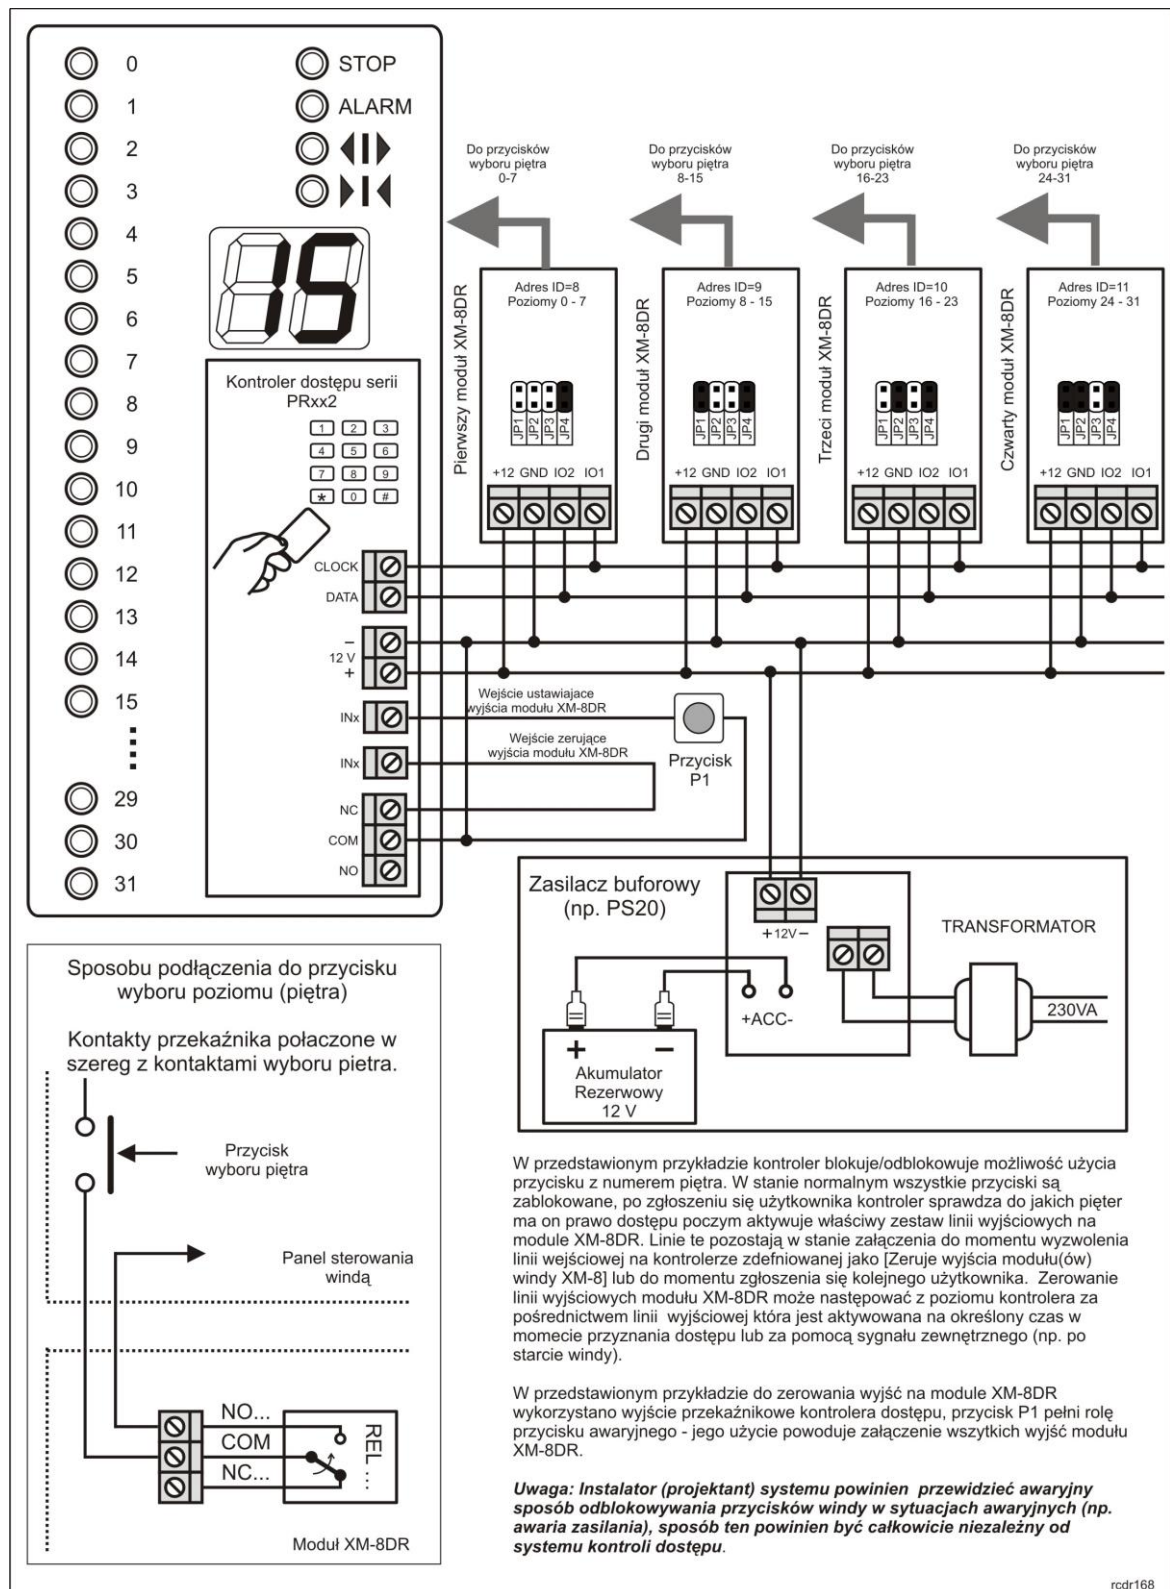 0
STOP
1
ALARM
2
3
4
5
6
7
8
9
10
11
12
13
14
15
29
30
31
15
Kontroler dostępu serii
PRxx2
1 2 3
4 5 6
7 8 9
* 0 #
CLOCK
DATA
−
12 V
+
INx
INx
NC
COM
NO
Do przycisków
wyboru piętra
0-7
Do przycisków
wyboru piętra
8-15
Do przycisków
wyboru piętra
16-23
Do przycisków
wyboru piętra
24-31
Pierwszy moduł XM-8DR
Adres ID=8
Poziomy 0 - 7
JP1
JP2
JP3
JP4
+12 GND IO2 IO1
Drugi moduł XM-8DR
Adres ID=9
Poziomy 8 - 15
JP1
JP2
JP3
JP4
+12 GND IO2 IO1
Trzeci moduł XM-8DR
Adres ID=10
Poziomy 16 - 23
JP1
JP2
JP3
JP4
+12 GND IO2 IO1
Czwarty moduł XM-8DR
Adres ID=11
Poziomy 24 - 31
JP1
JP2
JP3
JP4
+12 GND IO2 IO1
Wejście ustawiajace
wyjścia modułu XM-8DR
Wejście zerujące
wyjścia modułu XM-8DR
Przycisk
P1
Zasilacz buforowy
(np. PS20)
+12V−
TRANSFORMATOR
230VA
+ACC-
+ −
Akumulator
Rezerwowy
12 V
Sposobu podłączenia do przycisku
wyboru poziomu (piętra)
Kontakty przekaźnika połaczone w
szereg z kontaktami wyboru pietra.
Przycisk
wyboru piętra
Panel sterowania
windą
NO...
COM
NC...
REL ...
Moduł XM-8DR
W przedstawionym przykładzie kontroler blokuje/odblokowuje możliwość użycia
przycisku z numerem piętra. W stanie normalnym wszystkie przyciski są
zablokowane, po zgłoszeniu się użytkownika kontroler sprawdza do jakich pięter
ma on prawo dostępu poczym aktywuje właściwy zestaw linii wyjściowych na
module XM-8DR. Linie te pozostają w stanie załączenia do momentu wyzwolenia
linii wejściowej na kontrolerze zdefniowanej jako [Zeruje wyjścia modułu(ów)
windy XM-8] lub do momentu zgłoszenia się kolejnego użytkownika. Zerowanie
linii wyjściowych modułu XM-8DR może następować z poziomu kontrolera za
pośrednictwem linii wyjściowej która jest aktywowana na określony czas w
momecie przyznania dostępu lub za pomocą sygnału zewnętrznego (np. po
starcie windy).
W przedstawionym przykładzie do zerowania wyjść na module XM-8DR
wykorzystano wyjście przekaźnikowe kontrolera dostępu, przycisk P1 pełni rolę
przycisku awaryjnego - jego użycie powoduje załączenie wszytkich wyjść modułu
XM-8DR.
Uwaga: Instalator (projektant) systemu powinien przewidzieć awaryjny
sposób odblokowywania przycisków windy w sytuacjach awaryjnych (np.
awaria zasilania), sposób ten powinien być całkowicie niezależny od
systemu kontroli dostępu.
rcdr168